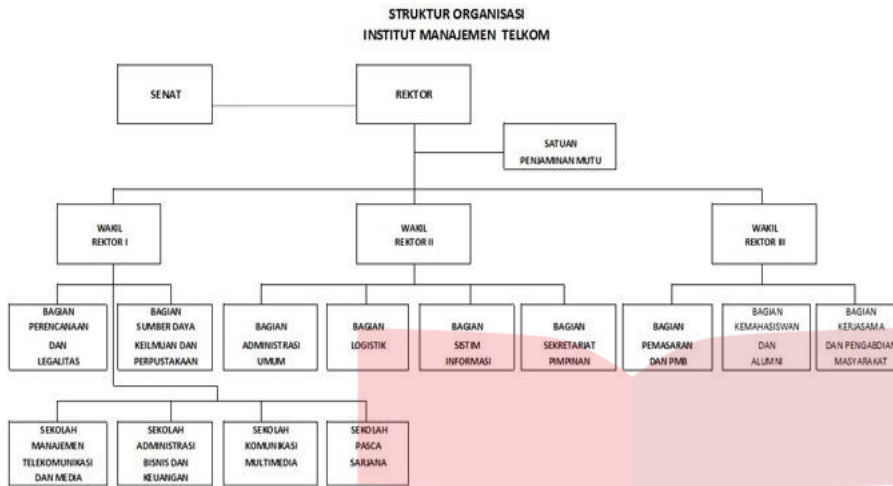 STRUKTUR ORGANISASI
INSTITUT MANAJEMEN TELKOM
SENAT
REKTOR
SATUAN
PENJAMINAN MUTU
WAKIL
REKTOR I
WAKIL
REKTOR II
WAKIL
REKTOR III
BAGIAN
PERENCANAAN
DAN
LEGALITAS
BAGIAN
SUMBER DAYA
KEILMUAN DAN
PERPUSTAKAAN
BAGIAN
ADMINISTRASI
UMUM
BAGIAN
LOGISTIK
BAGIAN
SISTIM
INFORMASI
BAGIAN
SEKRETARIAT
PIMPINAN
BAGIAN
PEMASARAN
DAN PMB
BAGIAN
KEMAHASISWAN
DAN
ALUMNI
BAGIAN
KERJASAMA
DAN PENGABDIAN
MASYARAKAT
SEKOLAH
MANAJEMEN
TELEKOMUNIKASI
DAN MEDIA
SEKOLAH
ADMINISTRASI
BISNIS DAN
KEUANGAN
SEKOLAH
KOMUNIKASI
MULTIMEDIA
SEKOLAH
PASCA
SARJANA